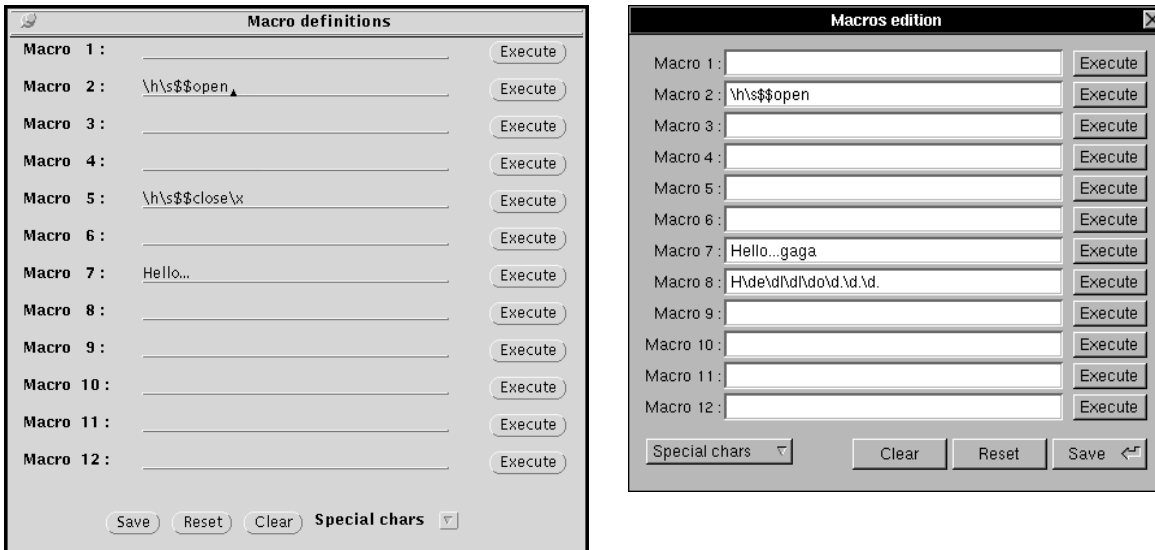 Macro definitions
Macro 1 : Execute
Macro 2 : \h\s$$open Execute
Macro 3 : Execute
Macro 4 : Execute
Macro 5 : \h\s$$close\x Execute
Macro 6 : Execute
Macro 7 : Hello... Execute
Macro 8 : Execute
Macro 9 : Execute
Macro 10 : Execute
Macro 11 : Execute
Macro 12 : Execute
Save Reset Clear Special chars
Macros edition
Macro 1 : Execute
Macro 2 : \h\s$$open Execute
Macro 3 : Execute
Macro 4 : Execute
Macro 5 : Execute
Macro 6 : Execute
Macro 7 : Hello...gaga Execute
Macro 8 : H\de\dl\dl\do\d.\d.\d. Execute
Macro 9 : Execute
Macro 10 : Execute
Macro 11 : Execute
Macro 12 : Execute
Special chars Clear Reset Save